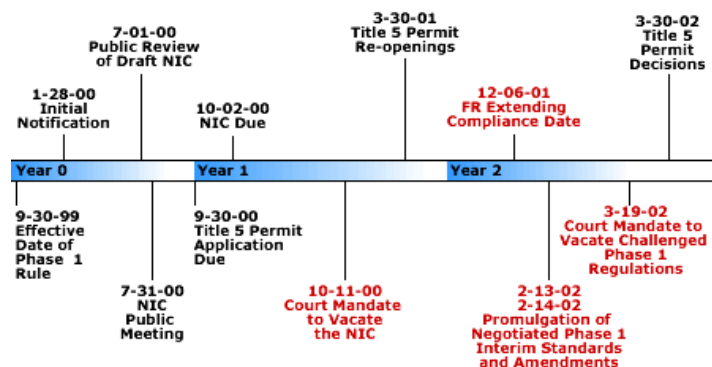 7-01-00
Public Review
of Draft NIC
3-30-01
Title 5 Permit
Re-openings
3-30-02
Title 5
Permit
Decisions
1-28-00
Initial
Notification
10-02-00
NIC Due
12-06-01
FR Extending
Compliance Date
Year 0
Year 1
Year 2
9-30-99
Effective
Date of
Phase 1
Rule
7-31-00
NIC
Public
Meeting
9-30-00
Title 5 Permit
Application
Due
10-11-00
Court Mandate
to Vacate
the NIC
2-13-02
2-14-02
Promulgation of
Negotiated Phase 1
Interim Standards
and Amendments
3-19-02
Court Mandate to
Vacate Challenged
Phase 1
Regulations